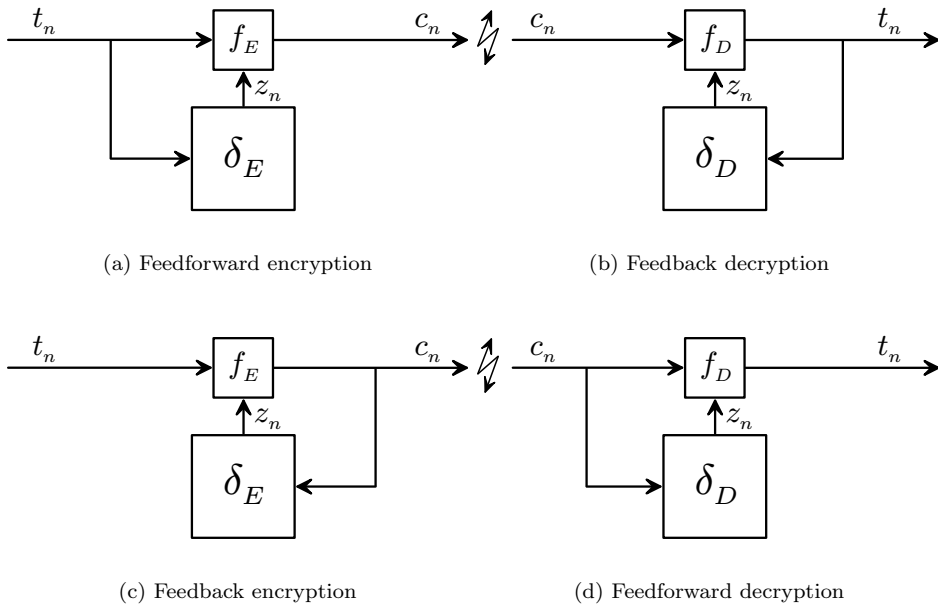 t_n f_E c_n c_n f_D t_n
z_n z_n
δ_E δ_D
(a) Feedforward encryption (b) Feedback decryption
t_n f_E c_n c_n f_D t_n
z_n z_n
δ_E δ_D
(c) Feedback encryption (d) Feedforward decryption